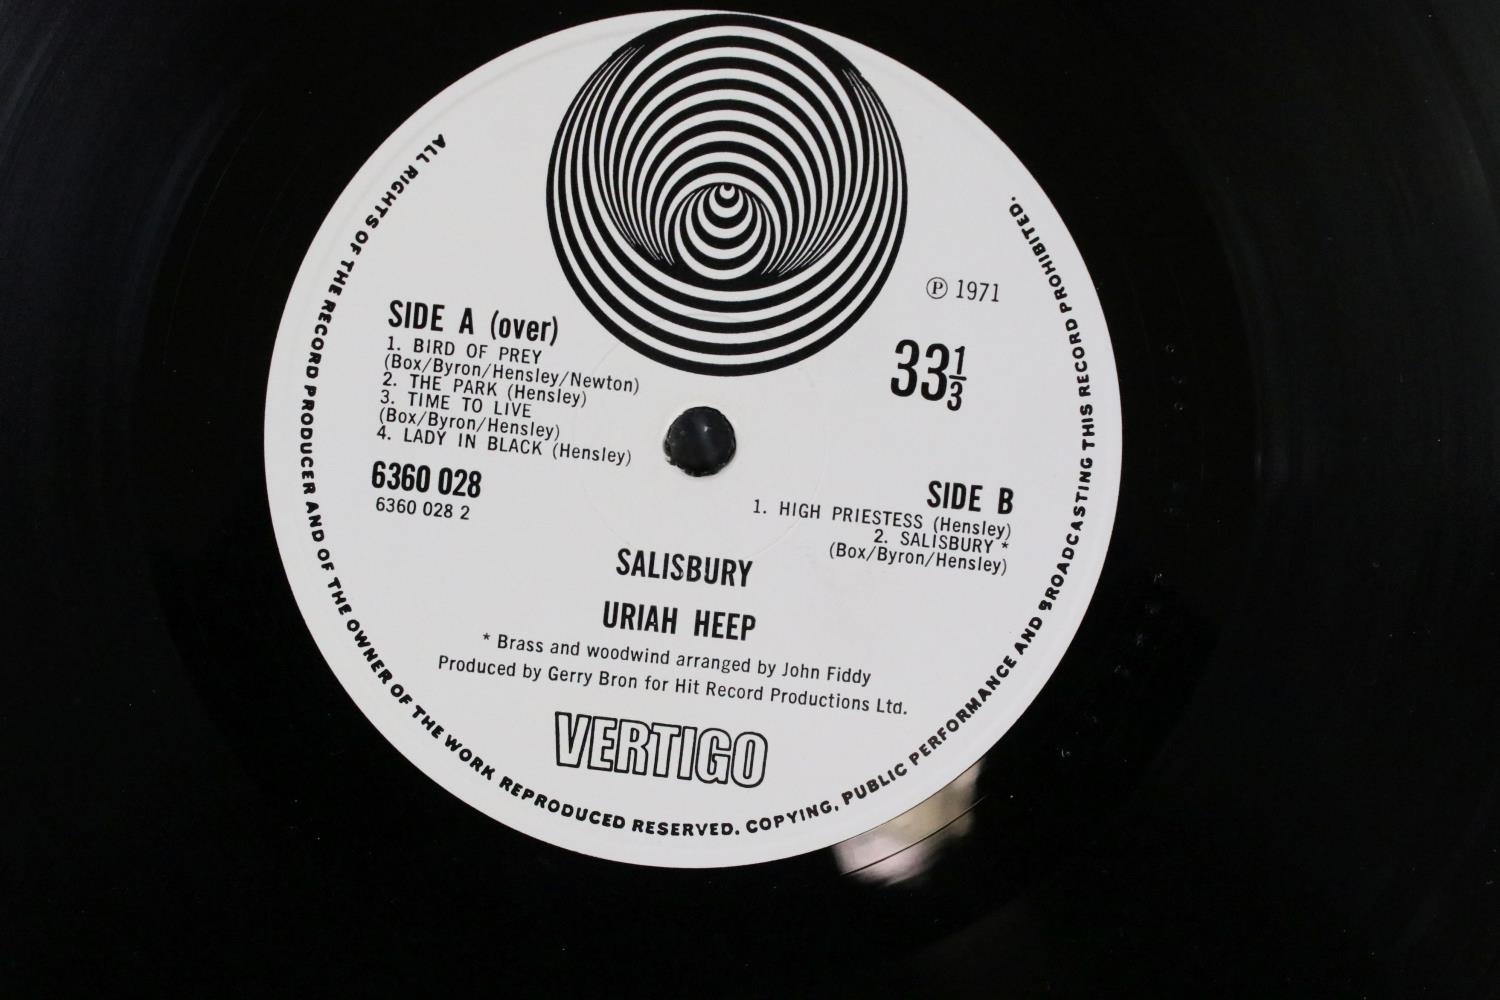 ALL RIGHTS OF THE RECORD PRODUCER AND OF THE OWNER OF THE WORK REPRODUCED RESERVED. COPYING, PUBLIC PERFORMANCE AND BROADCASTING THIS RECORD PROHIBITED.
℗ 1971
33 1/3
SIDE A (over)
1. BIRD OF PREY
(Box/Byron/Hensley/Newton)
2. THE PARK (Hensley)
3. TIME TO LIVE
(Box/Byron/Hensley)
4. LADY IN BLACK (Hensley)
6360 028
6360 028 2
SIDE B
1. HIGH PRIESTESS (Hensley)
2. SALISBURY *
(Box/Byron/Hensley)
SALISBURY
URIAH HEEP
* Brass and woodwind arranged by John Fiddy
Produced by Gerry Bron for Hit Record Productions Ltd.
VERTIGO